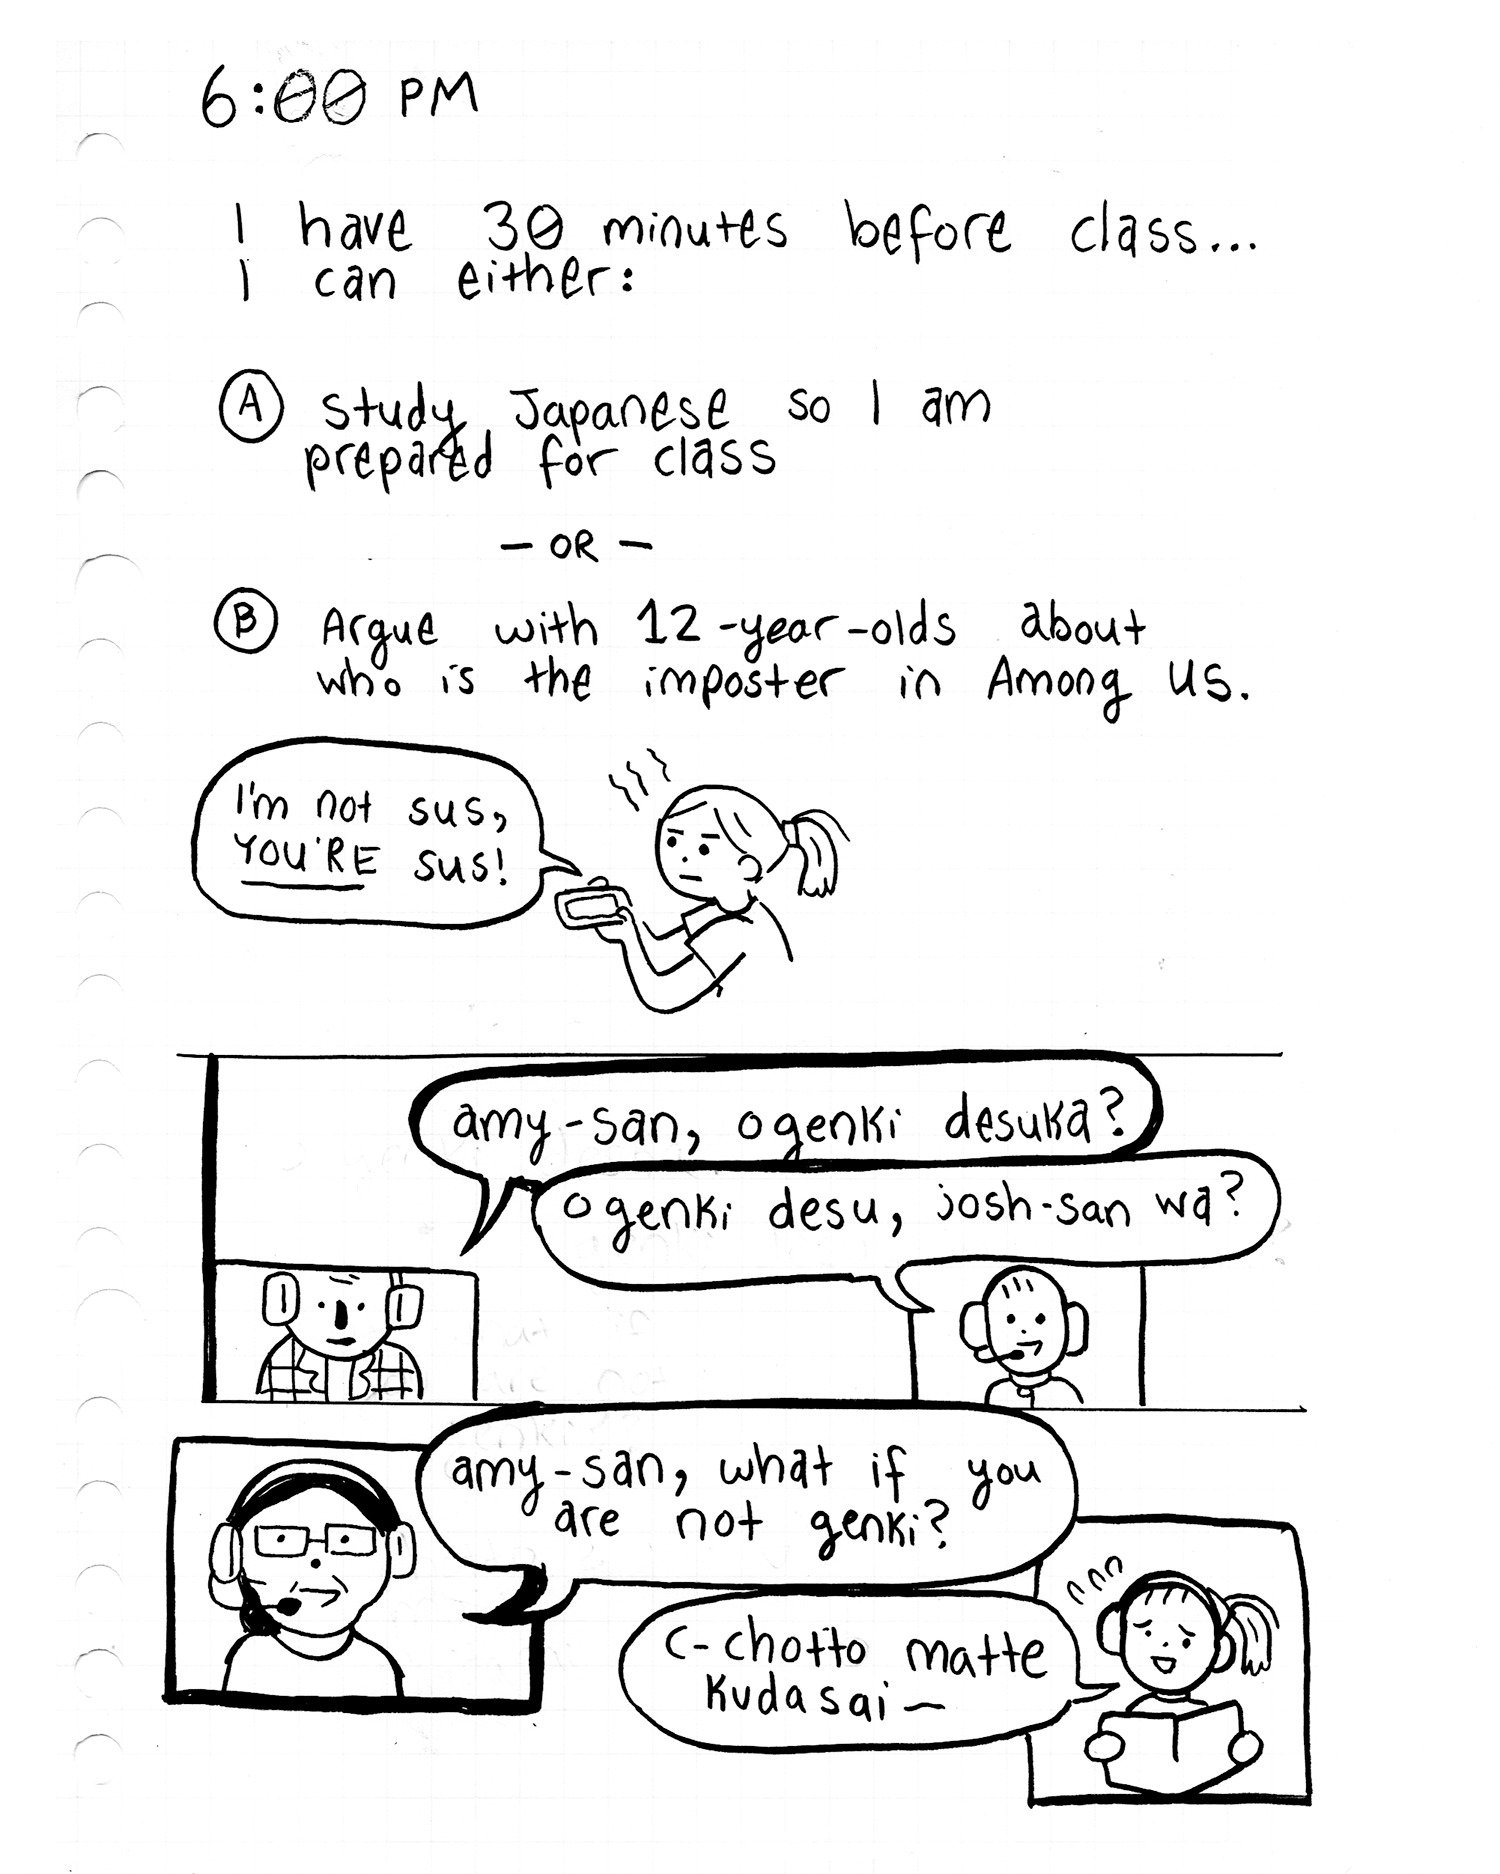 6:00 PM
I have 30 minutes before class...
I can either:
A study Japanese so I am
prepared for class
— OR —
B Argue with 12-year-olds about
who is the imposter in Among us.
I'm not sus,
YOU'RE sus!
amy-san, ogenki desuka?
ogenki desu, josh-san wa?
amy-san, what if you
are not genki?
c-chotto matte
kudasai—